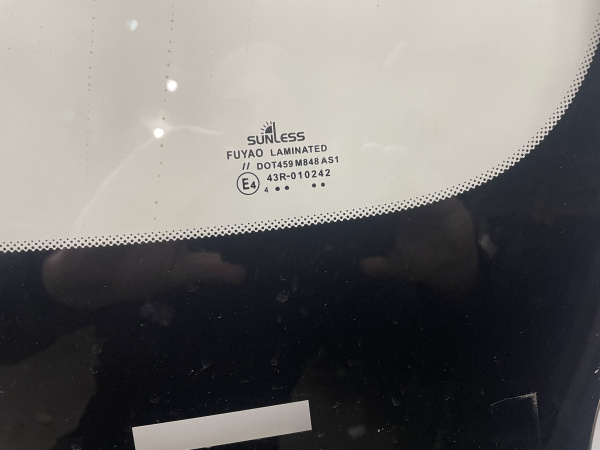 SUNLESS
FUYAO LAMINATED
// DOT459 M848 AS1
E4 43R-010242
4 •• ••